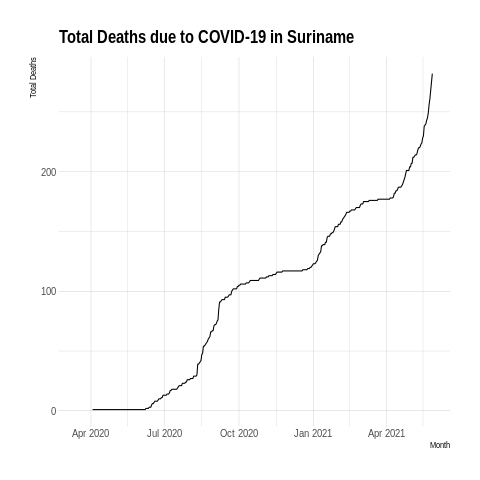 Total Deaths due to COVID-19 in Suriname
Total Deaths
200
100
0
Apr 2020 Jul 2020 Oct 2020 Jan 2021 Apr 2021
Month